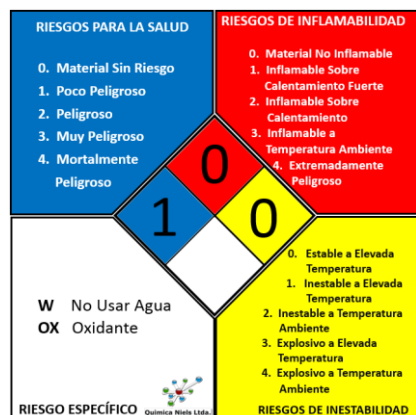 RIESGOS PARA LA SALUD
0. Material Sin Riesgo
1. Poco Peligroso
2. Peligro
3. Muy Peligroso
4. Mortalmente
Peligroso
RIESGOS DE INFLAMABILIDAD
0. Material No Inflamable
1. Inflamable Sobre
Calentamiento Fuerte
2. Inflamable Sobre
Calentamiento
3. Inflamable a
Temperatura Ambiente
4. Extremadamente
Peligroso
0
1
0
W No Usar Agua
OX Oxidante
RIESGO ESPECÍFICO
Quimica Niels Ltda.
0. Estable a Elevada
Temperatura
1. Inestable a Elevada
Temperatura
2. Inestable a Temperatura
Ambiente
3. Explosivo a Elevada
Temperatura
4. Explosivo a Temperatura
Ambiente
RIESGOS DE INESTABILIDAD